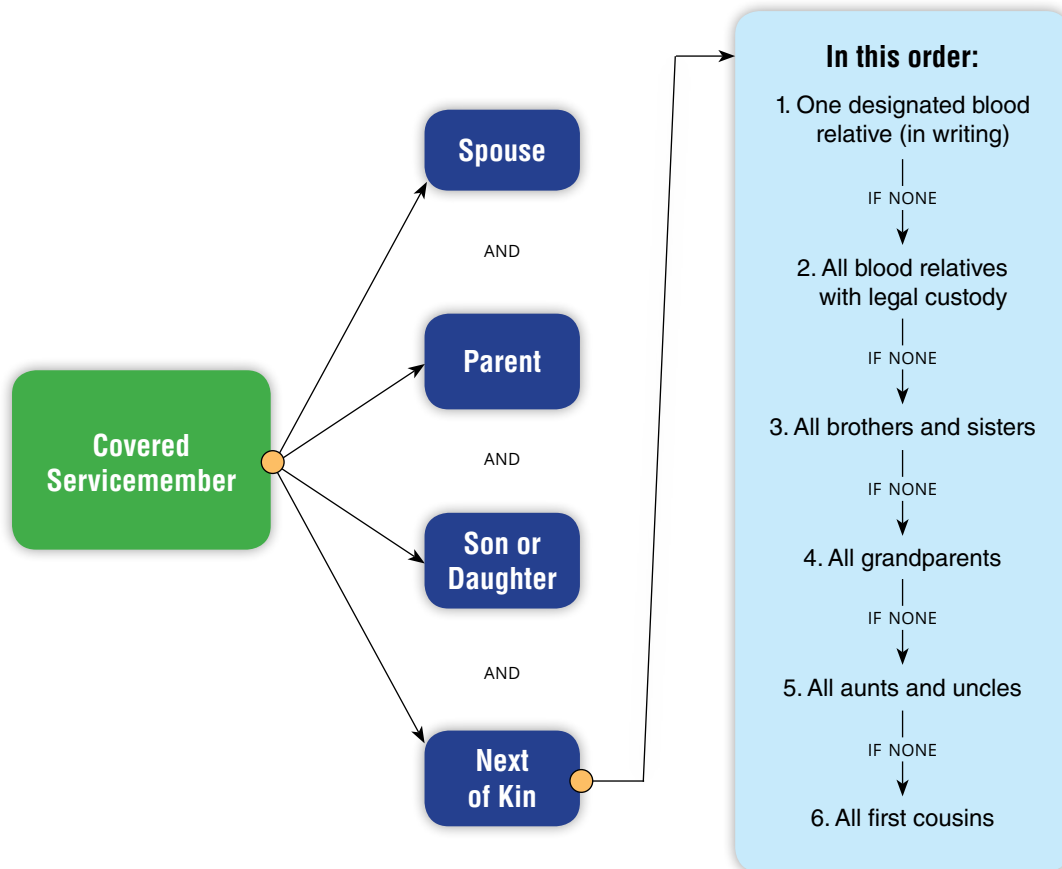 Covered
Servicemember
Spouse
AND
Parent
AND
Son or
Daughter
AND
Next
of Kin
In this order:
1. One designated blood
relative (in writing)
IF NONE
2. All blood relatives
with legal custody
IF NONE
3. All brothers and sisters
IF NONE
4. All grandparents
IF NONE
5. All aunts and uncles
IF NONE
6. All first cousins